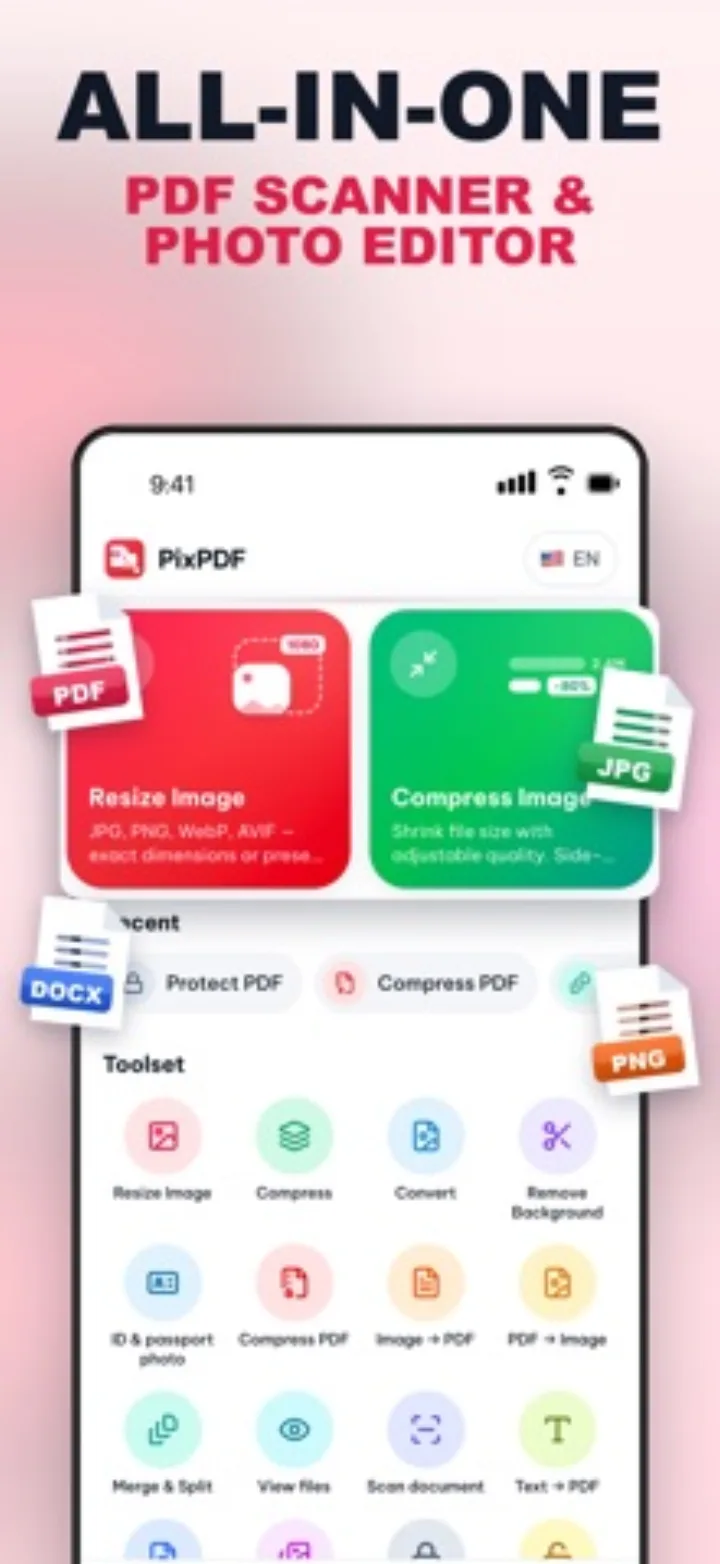 ALL-IN-ONE
PDF SCANNER &
PHOTO EDITOR
9:41
PixPDF
EN
PDF
1080
-80%
JPG
Resize Image
JPG, PNG, WebP, AVIF –
exact dimensions or prese...
Compress Image
Shrink file size with
adjustable quality. Side-...
ecent
DOCX
Protect PDF
Compress PDF
PNG
Toolset
Resize Image
Compress
Convert
Remove
Background
ID & passport
photo
Compress PDF
Image → PDF
PDF → Image
Merge & Split
View files
Scan document
Text → PDF